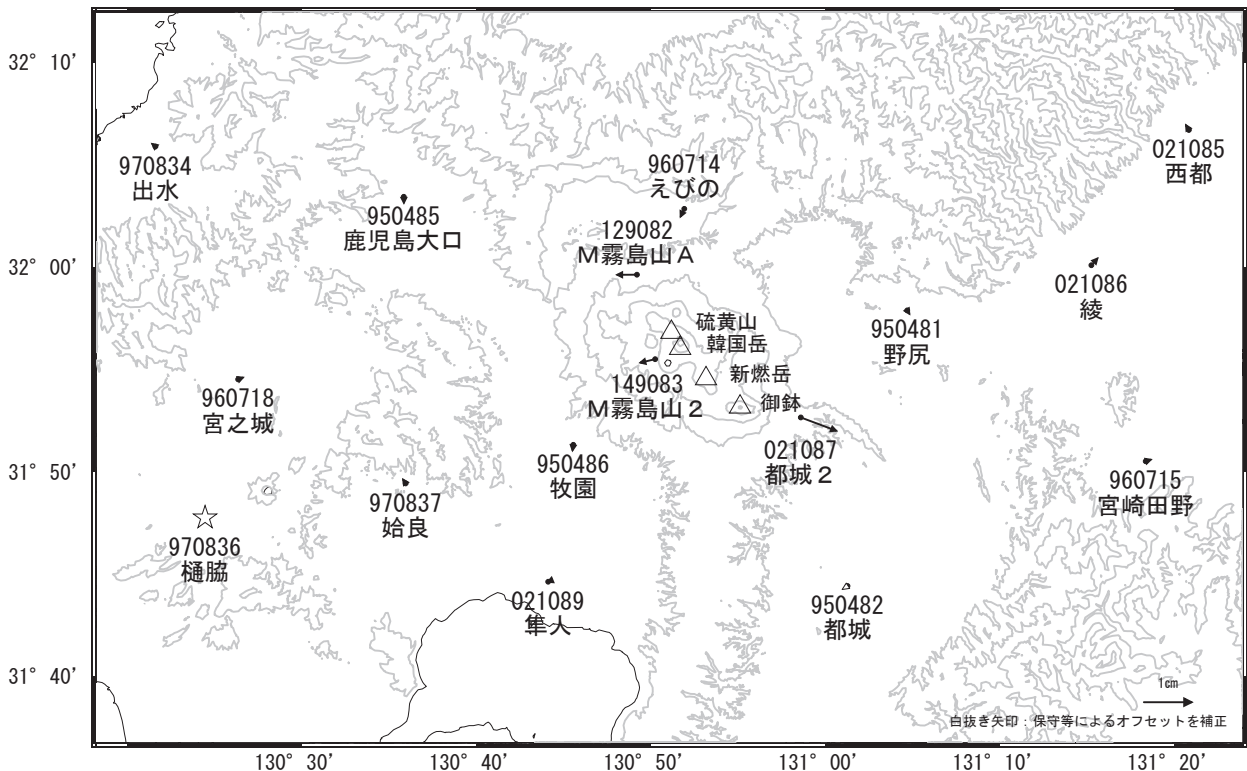 32° 10'
021085
西都
970834
出水
960714
えびの
950485
鹿児島大口
129082
Ｍ霧島山Ａ
32° 00'
021086
綾
硫黄山
韓国岳
950481
野尻
新燃岳
149083
Ｍ霧島山２
御鉢
960718
宮之城
021087
都城２
31° 50'
950486
牧園
960715
宮崎田野
970837
姶良
970836
樋脇
021089
隼人
950482
都城
31° 40'
1cm
白抜き矢印：保守等によるオフセットを補正
130° 30'
130° 40'
130° 50'
131° 00'
131° 10'
131° 20'